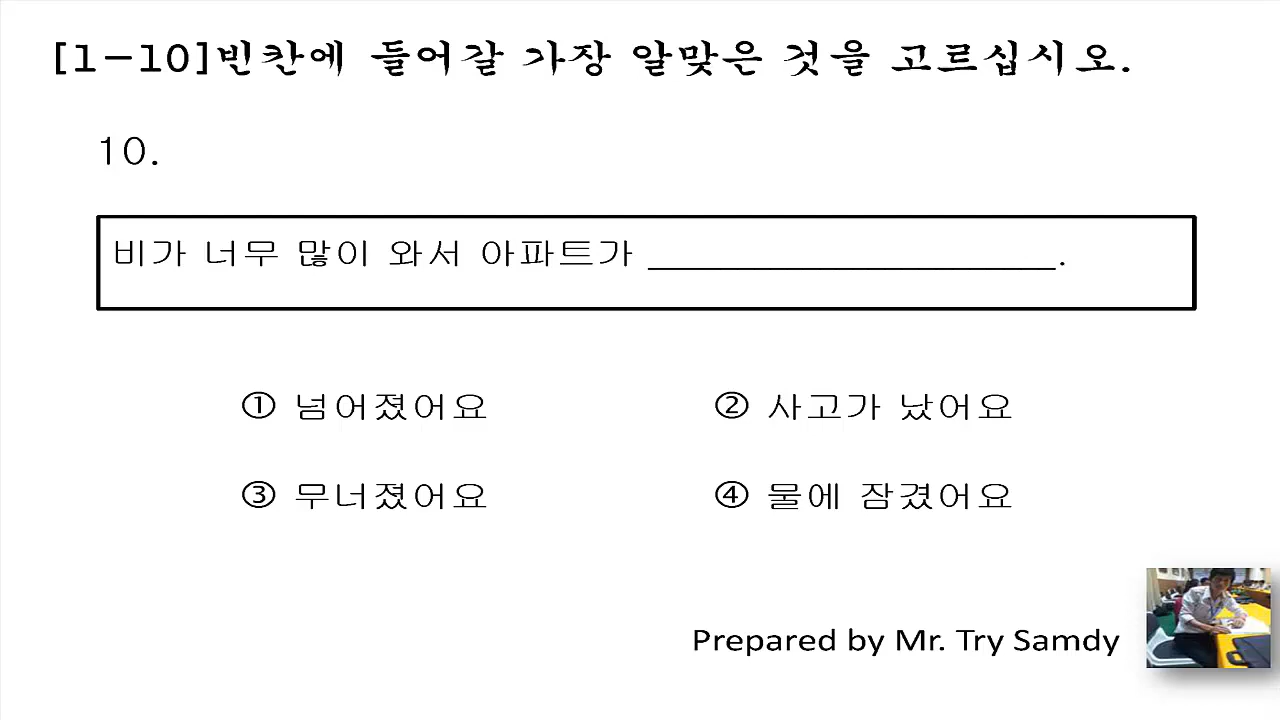 [1-10]빈칸에 들어갈 가장 알맞은 것을 고르십시오.
10.
비가 너무 많이 와서 아파트가 ____________________.
① 넘어졌어요 ② 사고가 났어요
③ 무너졌어요 ④ 물에 잠겼어요
Prepared by Mr. Try Samdy